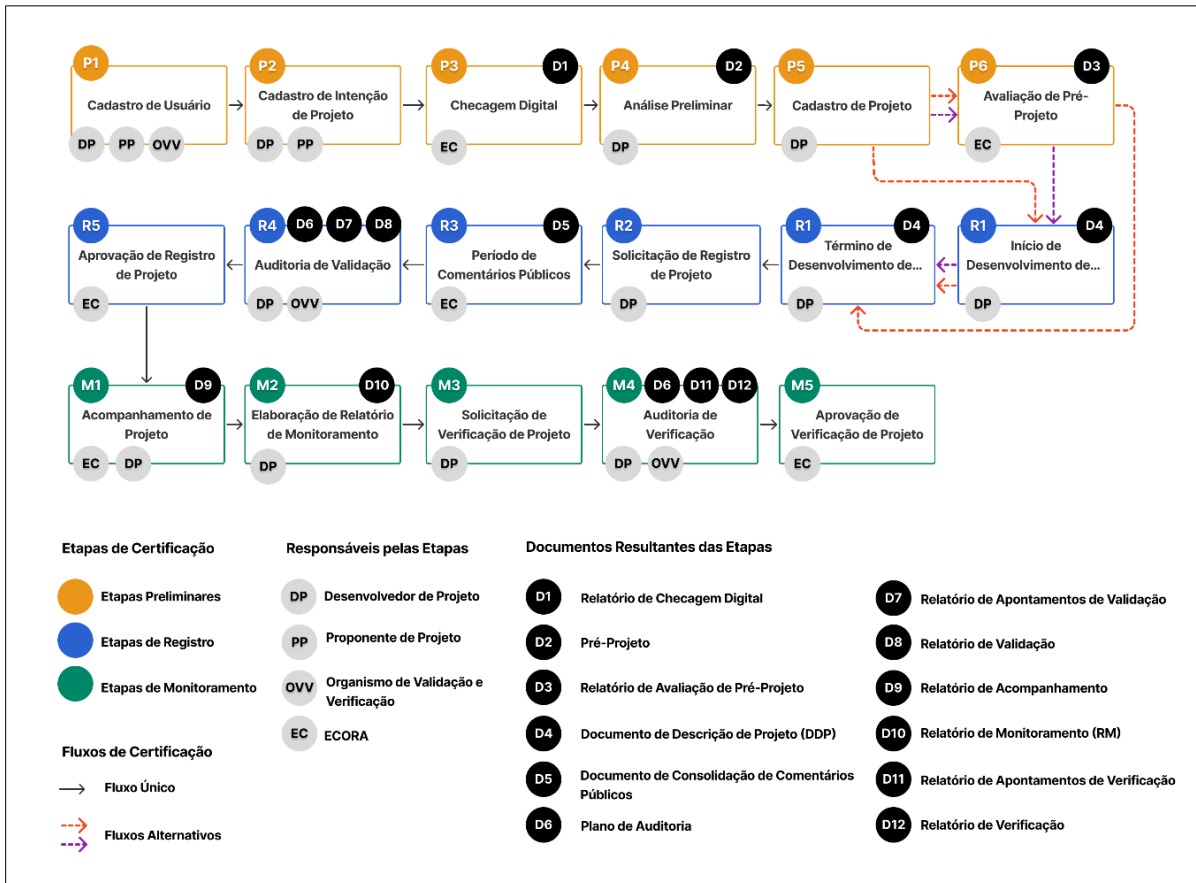 P1
P2
P3
D1
P4
D2
P5
P6
D3
Cadastro de Usuário
Cadastro de Intenção
de Projeto
Checagem Digital
Análise Preliminar
Cadastro de Projeto
Avaliação de Pré-
Projeto
DP
PP
OVV
DP
PP
EC
DP
DP
EC
R5
R4
D6
D7
D8
R3
D5
R2
R1
D4
R1
D4
Aprovação de Registro
de Projeto
Auditoria de Validação
Período de
Comentários Públicos
Solicitação de Registro
de Projeto
Término de
Desenvolvimento de...
Início de
Desenvolvimento de...
EC
DP
OVV
EC
DP
DP
DP
M1
D9
M2
D10
M3
M4
D6
D11
D12
M5
Acompanhamento de
Projeto
Elaboração de Relatório
de Monitoramento
Solicitação de
Verificação de Projeto
Auditoria de
Verificação
Aprovação de
Verificação de Projeto
EC
DP
DP
DP
DP
OVV
EC
Etapas de Certificação
Etapas Preliminares
Etapas de Registro
Etapas de Monitoramento
Fluxos de Certificação
Fluxo Único
Fluxos Alternativos
Responsáveis pelas Etapas
DP Desenvolvedor de Projeto
PP Proponente de Projeto
OVV Organismo de Validação e
Verificação
EC ECORA
Documentos Resultantes das Etapas
D1 Relatório de Checagem Digital
D2 Pré-Projeto
D3 Relatório de Avaliação de Pré-Projeto
D4 Documento de Descrição de Projeto (DDP)
D5 Documento de Consolidação de Comentários
Públicos
D6 Plano de Auditoria
D7 Relatório de Apontamentos de Validação
D8 Relatório de Validação
D9 Relatório de Acompanhamento
D10 Relatório de Monitoramento (RM)
D11 Relatório de Apontamentos de Verificação
D12 Relatório de Verificação